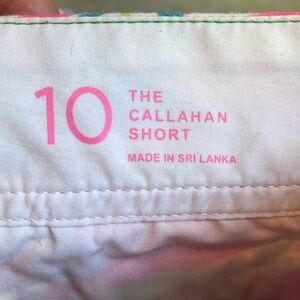 10
THE
CALLAHAN
SHORT
MADE IN SRI LANKA